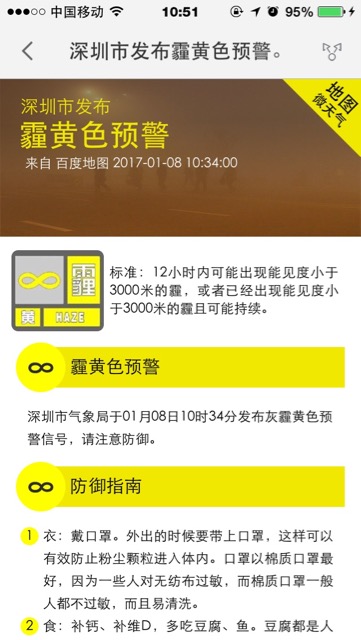 中国移动 10:51 95%
深圳市发布霾黄色预警。
地图
微天气
深圳市发布
霾黄色预警
来自 百度地图 2017-01-08 10:34:00
霾
黄 HAZE
标准：12小时内可能出现能见度小于
3000米的霾，或者已经出现能见度小
于3000米的霾且可能持续。
霾黄色预警
深圳市气象局于01月08日10时34分发布灰霾黄色预
警信号，请注意防御。
防御指南
1 衣：戴口罩。外出的时候要带上口罩，这样可以
有效防止粉尘颗粒进入体内。口罩以棉质口罩最
好，因为一些人对无纺布过敏，而棉质口罩一般
人都不过敏，而且易清洗。
2 食：补钙、补维D，多吃豆腐、鱼。豆腐都是人